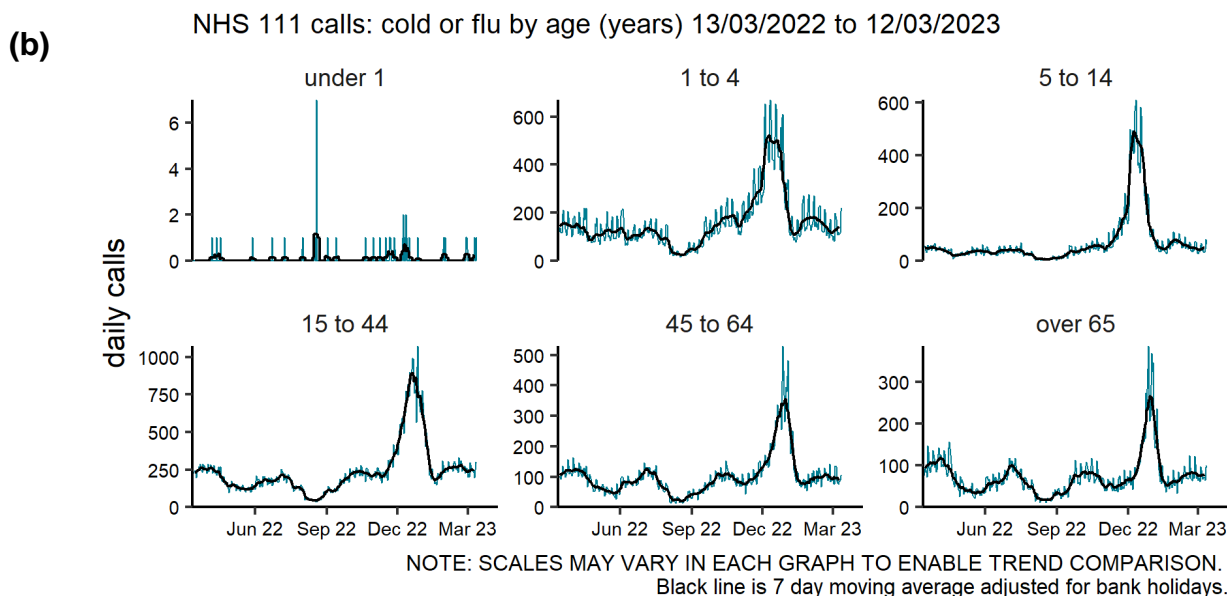 (b)
NHS 111 calls: cold or flu by age (years) 13/03/2022 to 12/03/2023
daily calls
under 1
6
4
2
0
1 to 4
600
400
200
0
5 to 14
600
400
200
0
15 to 44
1000
750
500
250
0
Jun 22 Sep 22 Dec 22 Mar 23
45 to 64
500
400
300
200
100
0
Jun 22 Sep 22 Dec 22 Mar 23
over 65
300
200
100
0
Jun 22 Sep 22 Dec 22 Mar 23
NOTE: SCALES MAY VARY IN EACH GRAPH TO ENABLE TREND COMPARISON.
Black line is 7 day moving average adjusted for bank holidays.